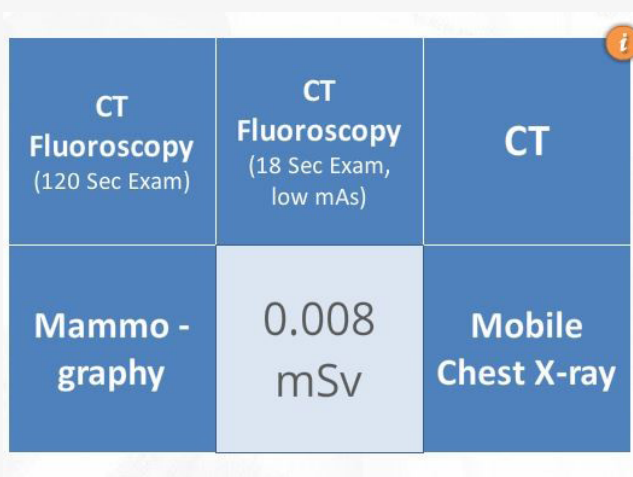 CT
Fluoroscopy
(120 Sec Exam)
CT
Fluoroscopy
(18 Sec Exam,
low mAs)
CT
i
Mammo -
graphy
0.008
mSv
Mobile
Chest X-ray